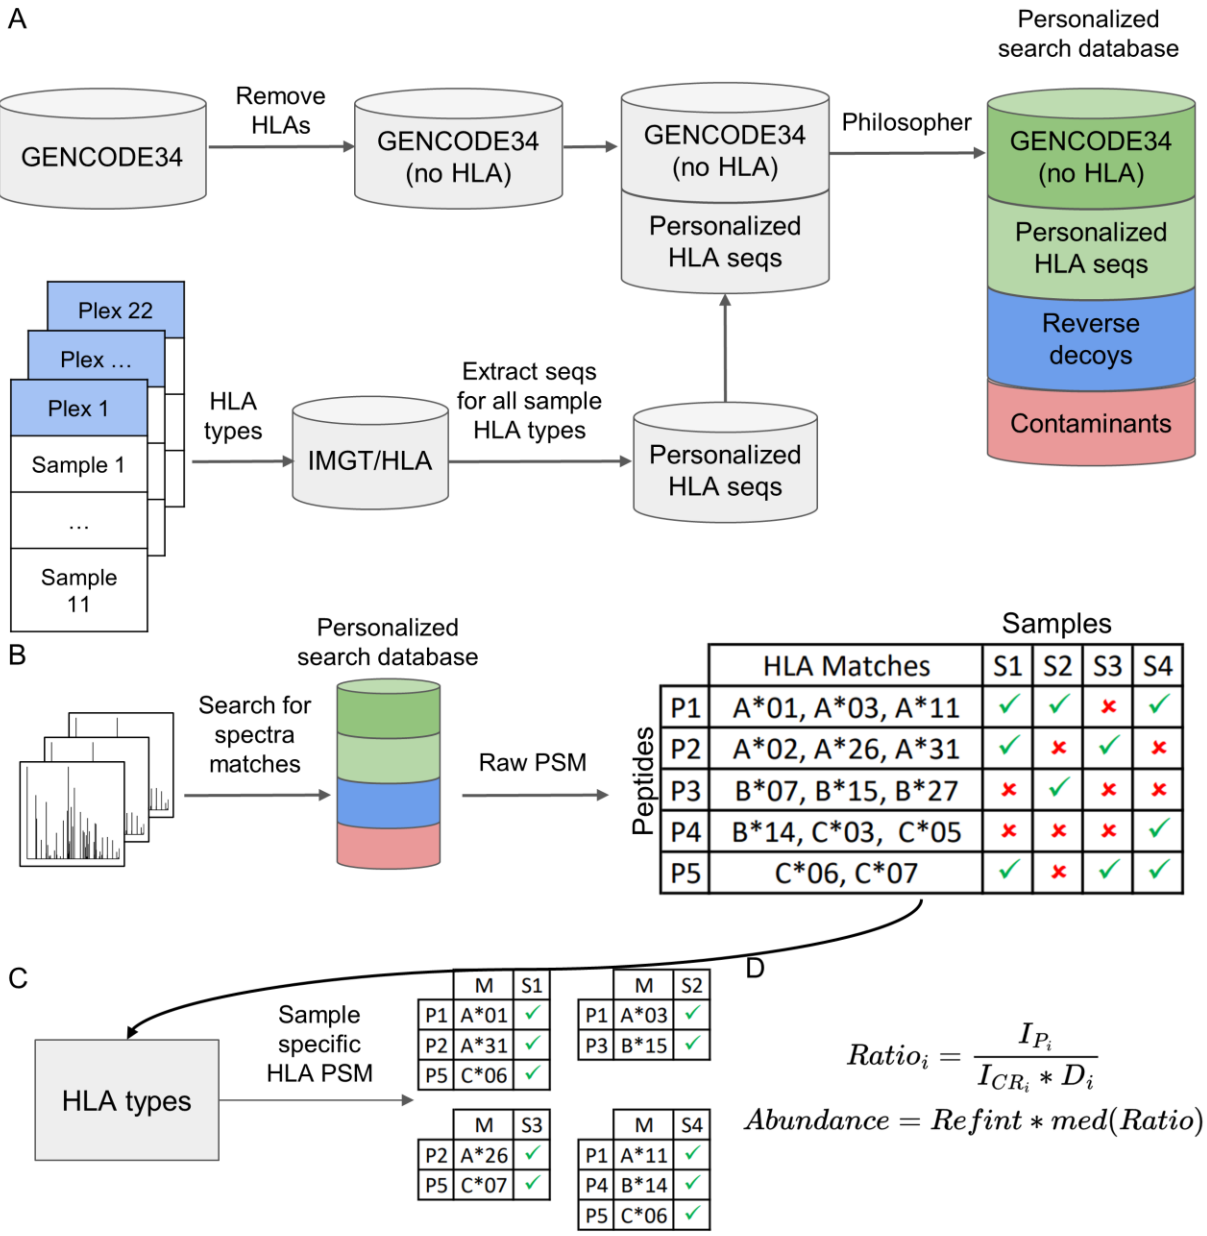 A
Personalized
search database
Remove
HLAs
Philosopher
GENCODE34
GENCODE34
(no HLA)
GENCODE34
(no HLA)
Personalized
HLA seqs
GENCODE34
(no HLA)
Personalized
HLA seqs
Reverse
decoys
Contaminants
Plex 22
Plex ...
Plex 1
Sample 1
...
Sample
11
HLA
types
IMGT/HLA
Extract seqs
for all sample
HLA types
Personalized
HLA seqs
B
Search for
spectra
matches
Personalized
search database
Raw PSM
Samples
Peptides
HLA Matches S1 S2 S3 S4
P1 A*01, A*03, A*11 ✓ ✓ ✗ ✓
P2 A*02, A*26, A*31 ✓ ✗ ✓ ✗
P3 B*07, B*15, B*27 ✗ ✓ ✗ ✗
P4 B*14, C*03, C*05 ✗ ✗ ✗ ✓
P5 C*06, C*07 ✓ ✗ ✓ ✓
C
HLA types
Sample
specific
HLA PSM
M S1
P1 A*01 ✓
P2 A*31 ✓
P5 C*06 ✓
M S2
P1 A*03 ✓
P3 B*15 ✓
M S3
P2 A*26 ✓
P5 C*07 ✓
M S4
P1 A*11 ✓
P4 B*14 ✓
P5 C*06 ✓
D
Ratio_i = I_{P_i} / (I_{CR_i} * D_i)
Abundance = Refint * med(Ratio)